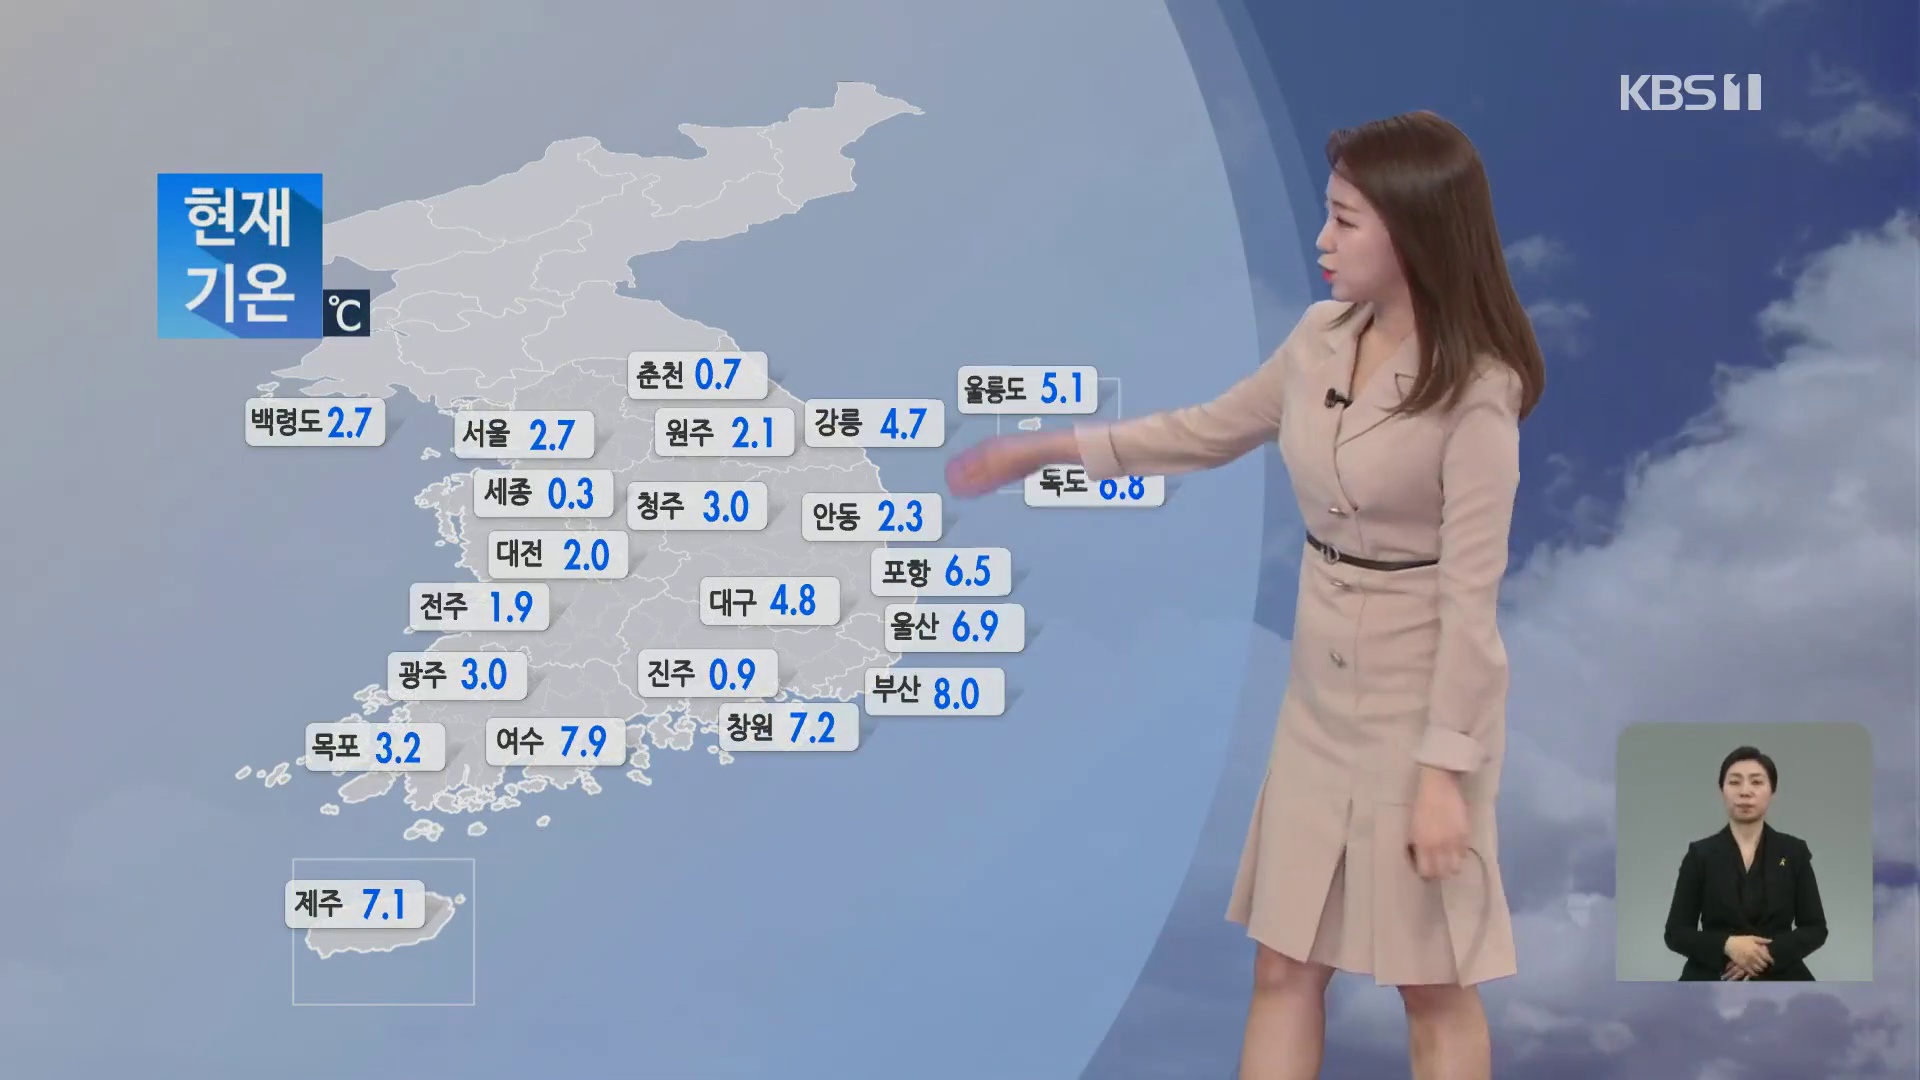 KBS 1
현재
기온
℃
춘천 0.7
울릉도 5.1
백령도 2.7
서울 2.7
원주 2.1
강릉 4.7
세종 0.3
청주 3.0
독도 6.8
안동 2.3
대전 2.0
포항 6.5
전주 1.9
대구 4.8
울산 6.9
광주 3.0
진주 0.9
부산 8.0
목포 3.2
여수 7.9
창원 7.2
제주 7.1